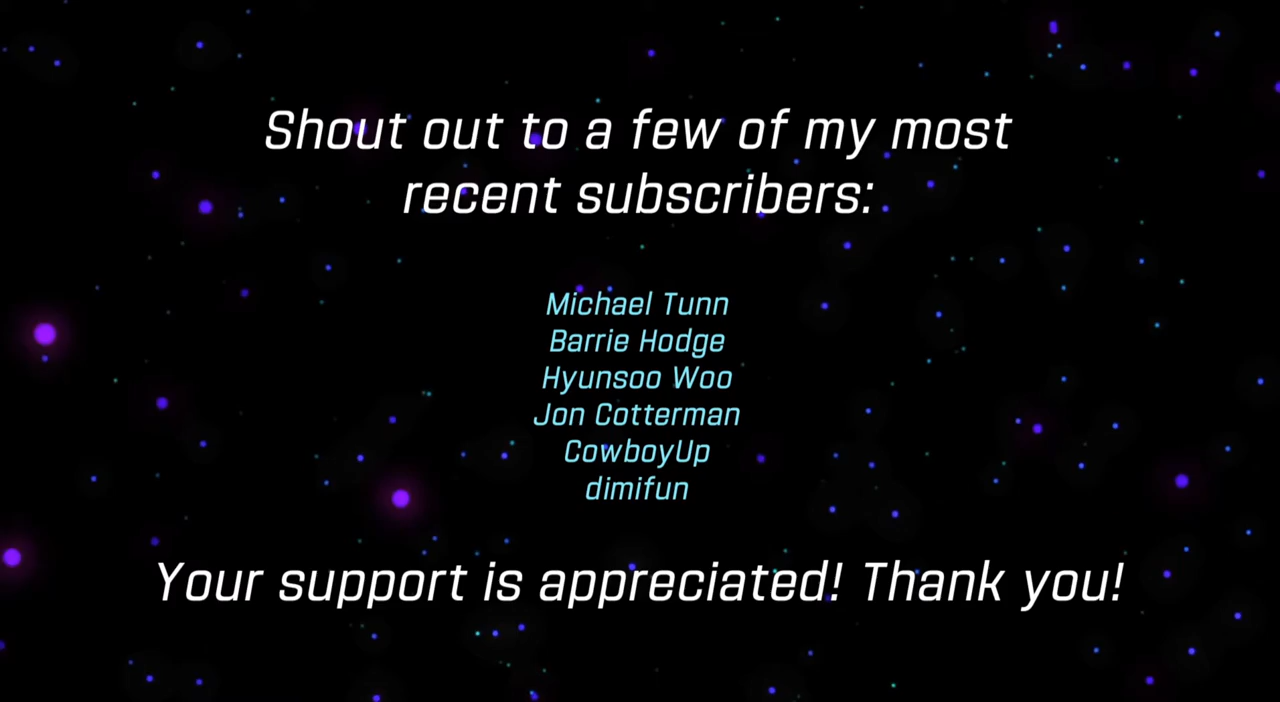 Shout out to a few of my most
recent subscribers:
Michael Tunn
Barrie Hodge
Hyunsoo Woo
Jon Cotterman
CowboyUp
dimifun
Your support is appreciated! Thank you!